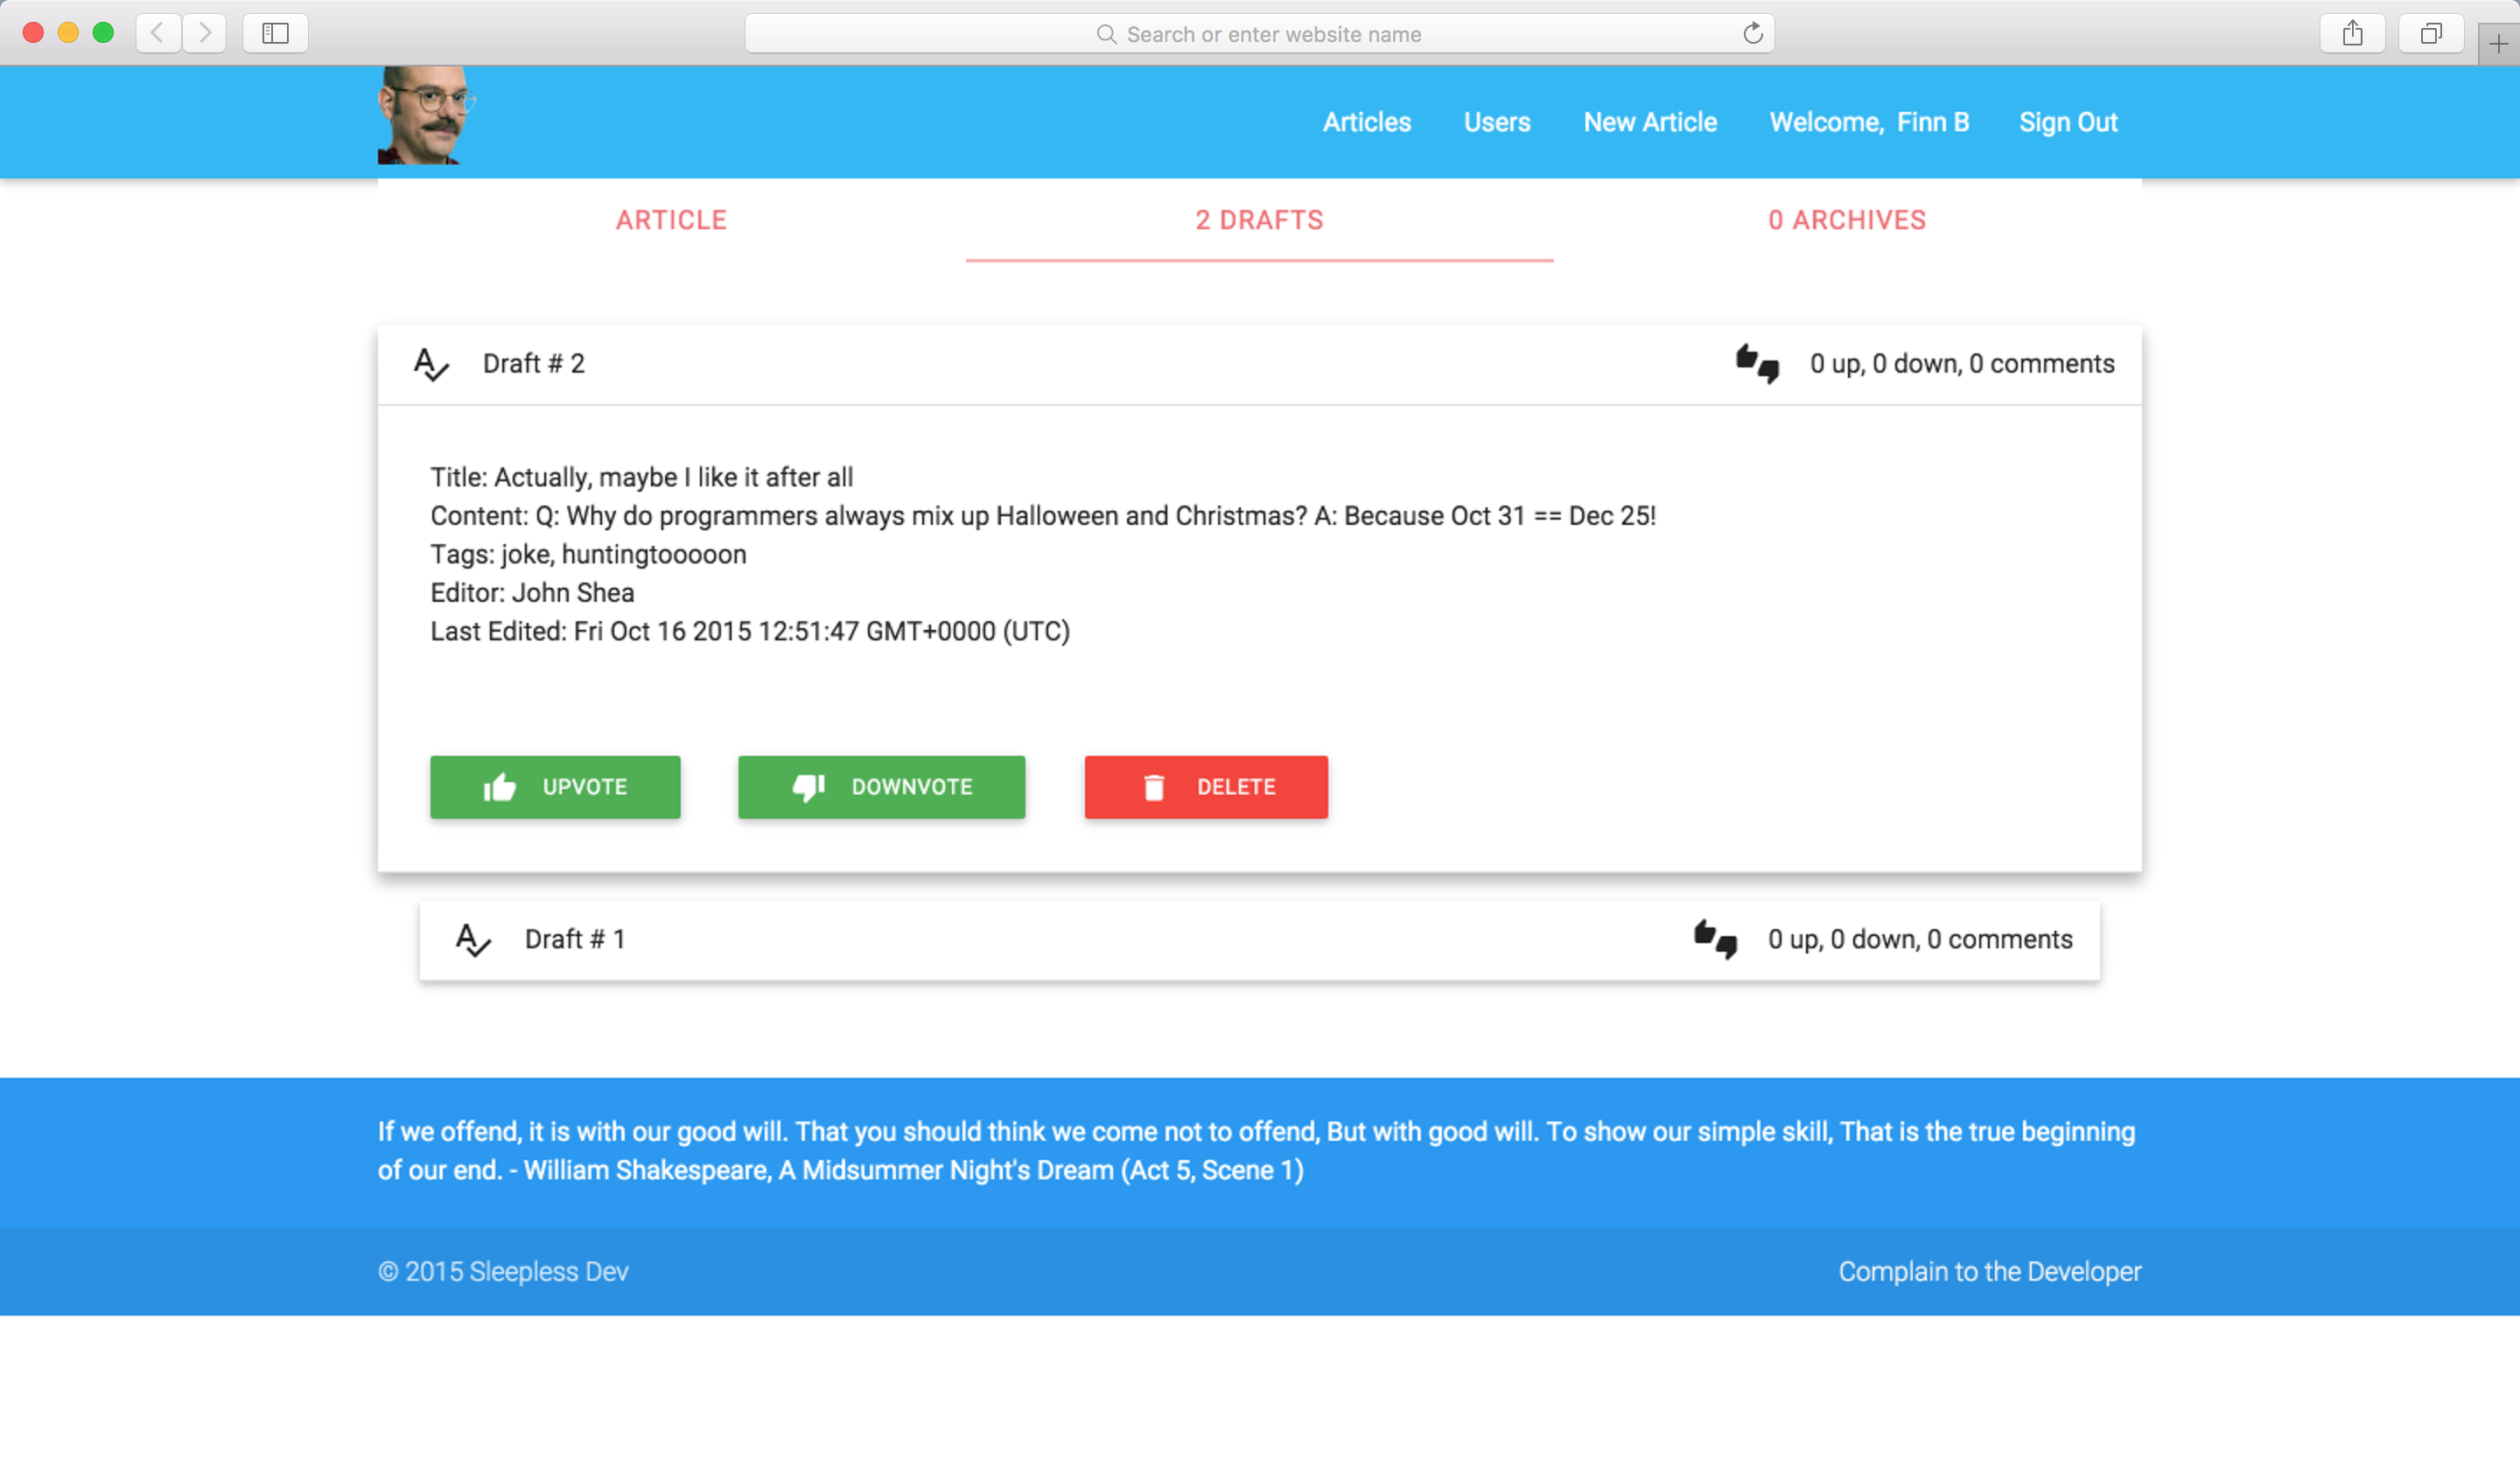 Search or enter website name
Articles Users New Article Welcome, Finn B Sign Out
ARTICLE 2 DRAFTS 0 ARCHIVES
Draft # 2 0 up, 0 down, 0 comments
Title: Actually, maybe I like it after all
Content: Q: Why do programmers always mix up Halloween and Christmas? A: Because Oct 31 == Dec 25!
Tags: joke, huntingtooooon
Editor: John Shea
Last Edited: Fri Oct 16 2015 12:51:47 GMT+0000 (UTC)
UPVOTE DOWNVOTE DELETE
Draft # 1 0 up, 0 down, 0 comments
If we offend, it is with our good will. That you should think we come not to offend, But with good will. To show our simple skill, That is the true beginning
of our end. - William Shakespeare, A Midsummer Night's Dream (Act 5, Scene 1)
© 2015 Sleepless Dev Complain to the Developer